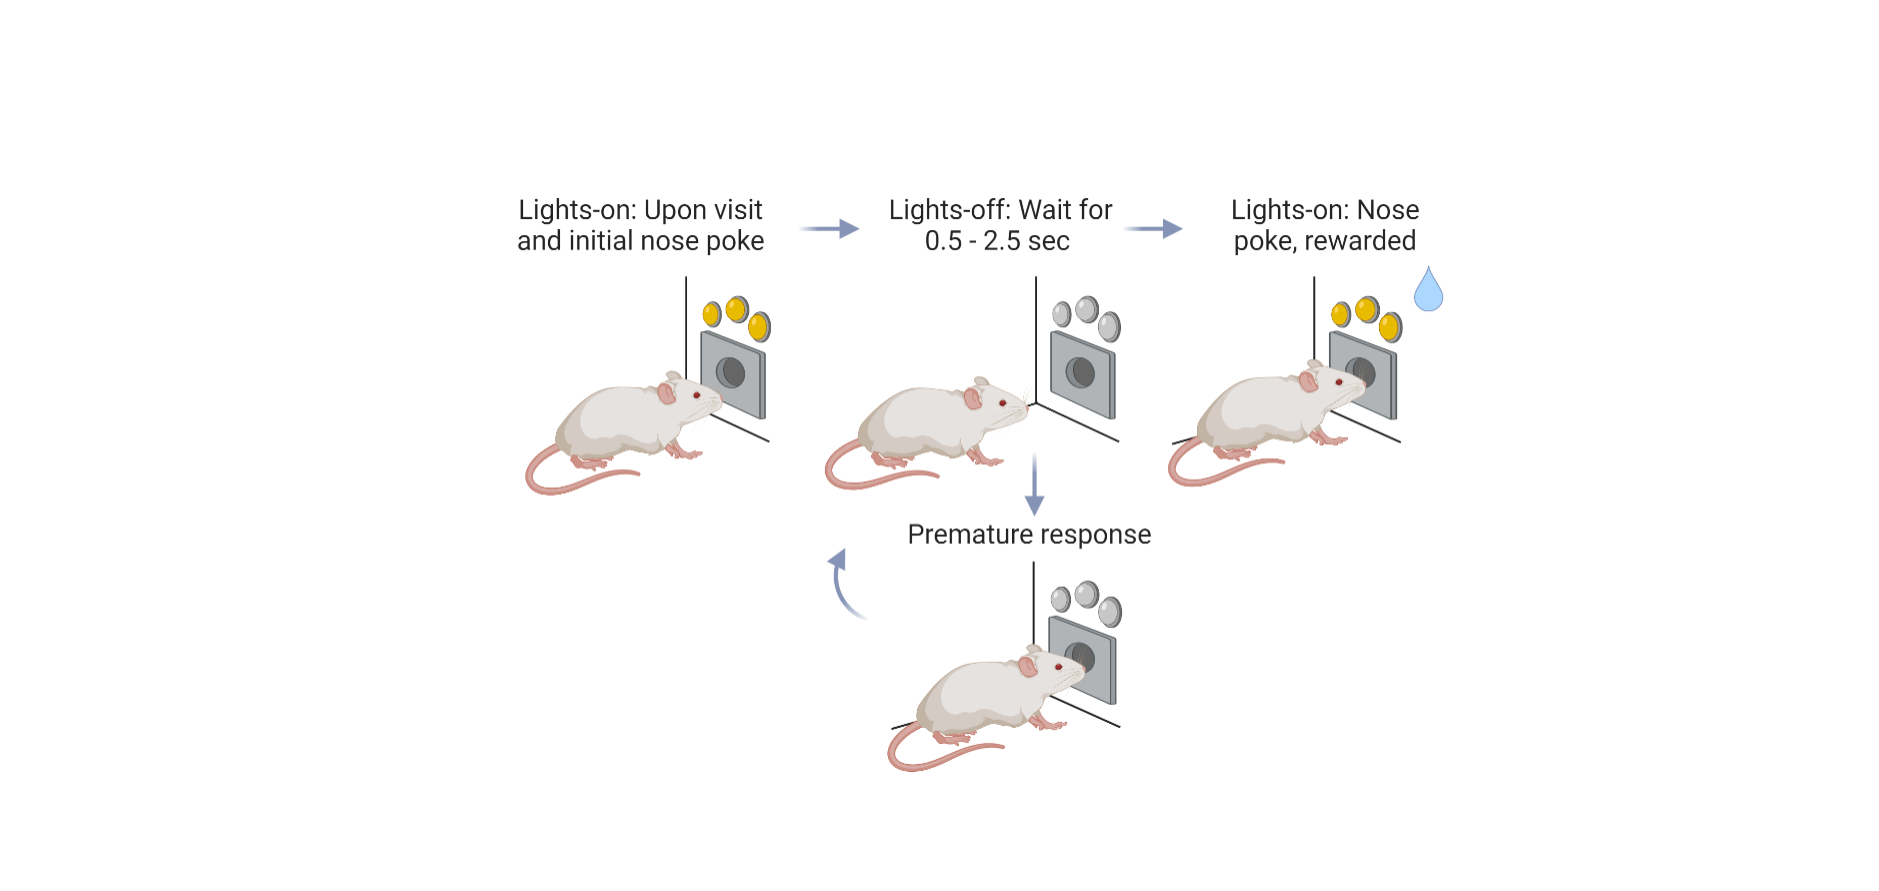 Lights-on: Upon visit
and initial nose poke
Lights-off: Wait for
0.5 - 2.5 sec
Lights-on: Nose
poke, rewarded
Premature response